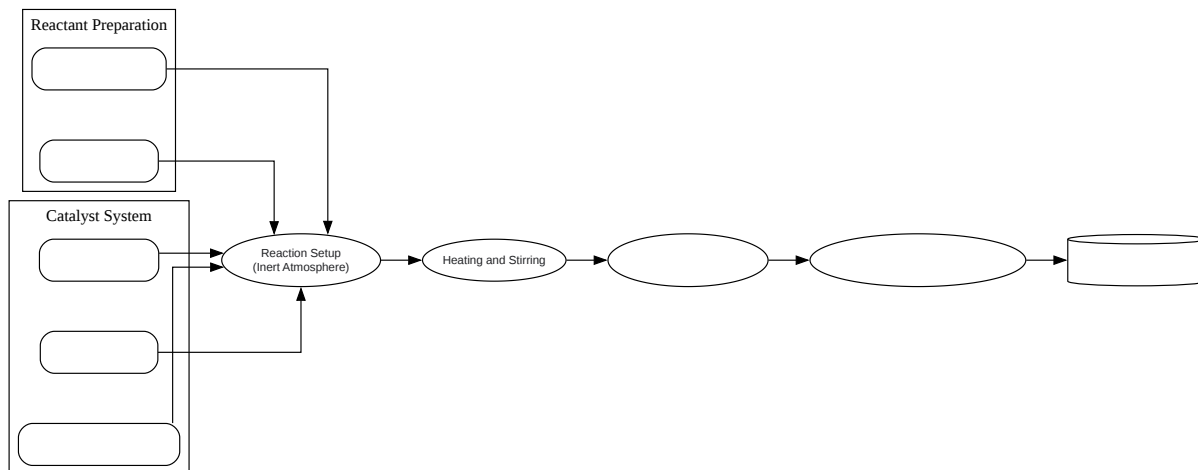 Reactant Preparation
Catalyst System
Reaction Setup
(Inert Atmosphere)
Heating and Stirring